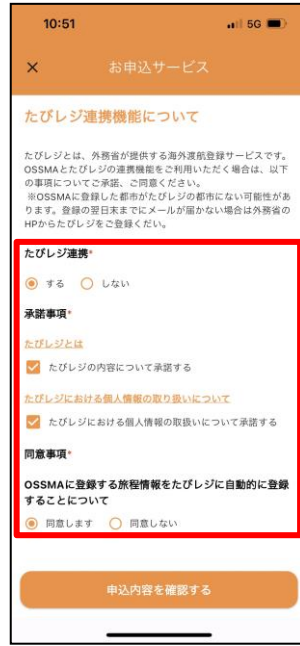 10:51
5G
お申込サービス
たびレジ連携機能について
たびレジとは、外務省が提供する海外渡航登録サービスです。
OSSMAとたびレジの連携機能をご利用いただく場合は、以下
の事項についてご承諾、ご同意ください。
※OSSMAに登録した都市がたびレジの都市にない可能性があ
ります。登録の翌日末までにメールが届かない場合は外務省の
HPからたびレジをご登録くだい。
たびレジ連携*
する しない
承諾事項*
たびレジとは
たびレジの内容について承諾する
たびレジにおける個人情報の取り扱いについて
たびレジにおける個人情報の取扱いについて承諾する
同意事項*
OSSMAに登録する旅程情報をたびレジに自動的に登録
することについて
同意します 同意しない
申込内容を確認する